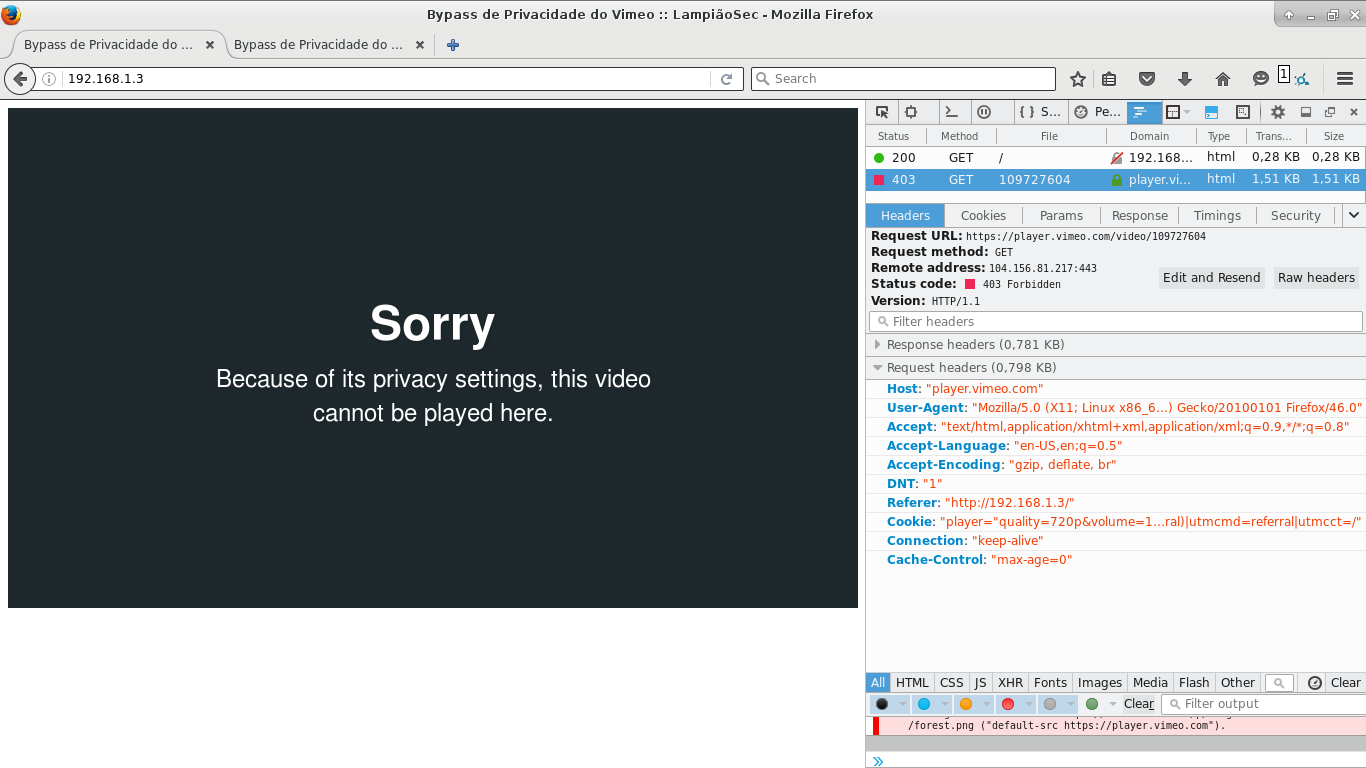 Bypass de Privacidade do Vimeo :: LampiãoSec - Mozilla Firefox
Bypass de Privacidade do ... Bypass de Privacidade do ...
192.168.1.3 Search 1
{ } S... Pe...
Status Method File Domain Type Trans... Size
200 GET / 192.168... html 0,28 KB 0,28 KB
403 GET 109727604 player.vi... html 1,51 KB 1,51 KB
Headers Cookies Params Response Timings Security
Request URL: https://player.vimeo.com/video/109727604
Request method: GET
Remote address: 104.156.81.217:443
Status code: 403 Forbidden
Edit and Resend Raw headers
Version: HTTP/1.1
Filter headers
Response headers (0,781 KB)
Request headers (0,798 KB)
Host: "player.vimeo.com"
User-Agent: "Mozilla/5.0 (X11; Linux x86_6...) Gecko/20100101 Firefox/46.0"
Accept: "text/html,application/xhtml+xml,application/xml;q=0.9,*/*;q=0.8"
Accept-Language: "en-US,en;q=0.5"
Accept-Encoding: "gzip, deflate, br"
DNT: "1"
Referer: "http://192.168.1.3/"
Cookie: "player="quality=720p&volume=1...ral)|utmcmd=referral|utmcct=/"
Connection: "keep-alive"
Cache-Control: "max-age=0"
Sorry
Because of its privacy settings, this video
cannot be played here.
All HTML CSS JS XHR Fonts Images Media Flash Other Clear
Clear Filter output
/forest.png ("default-src https://player.vimeo.com").